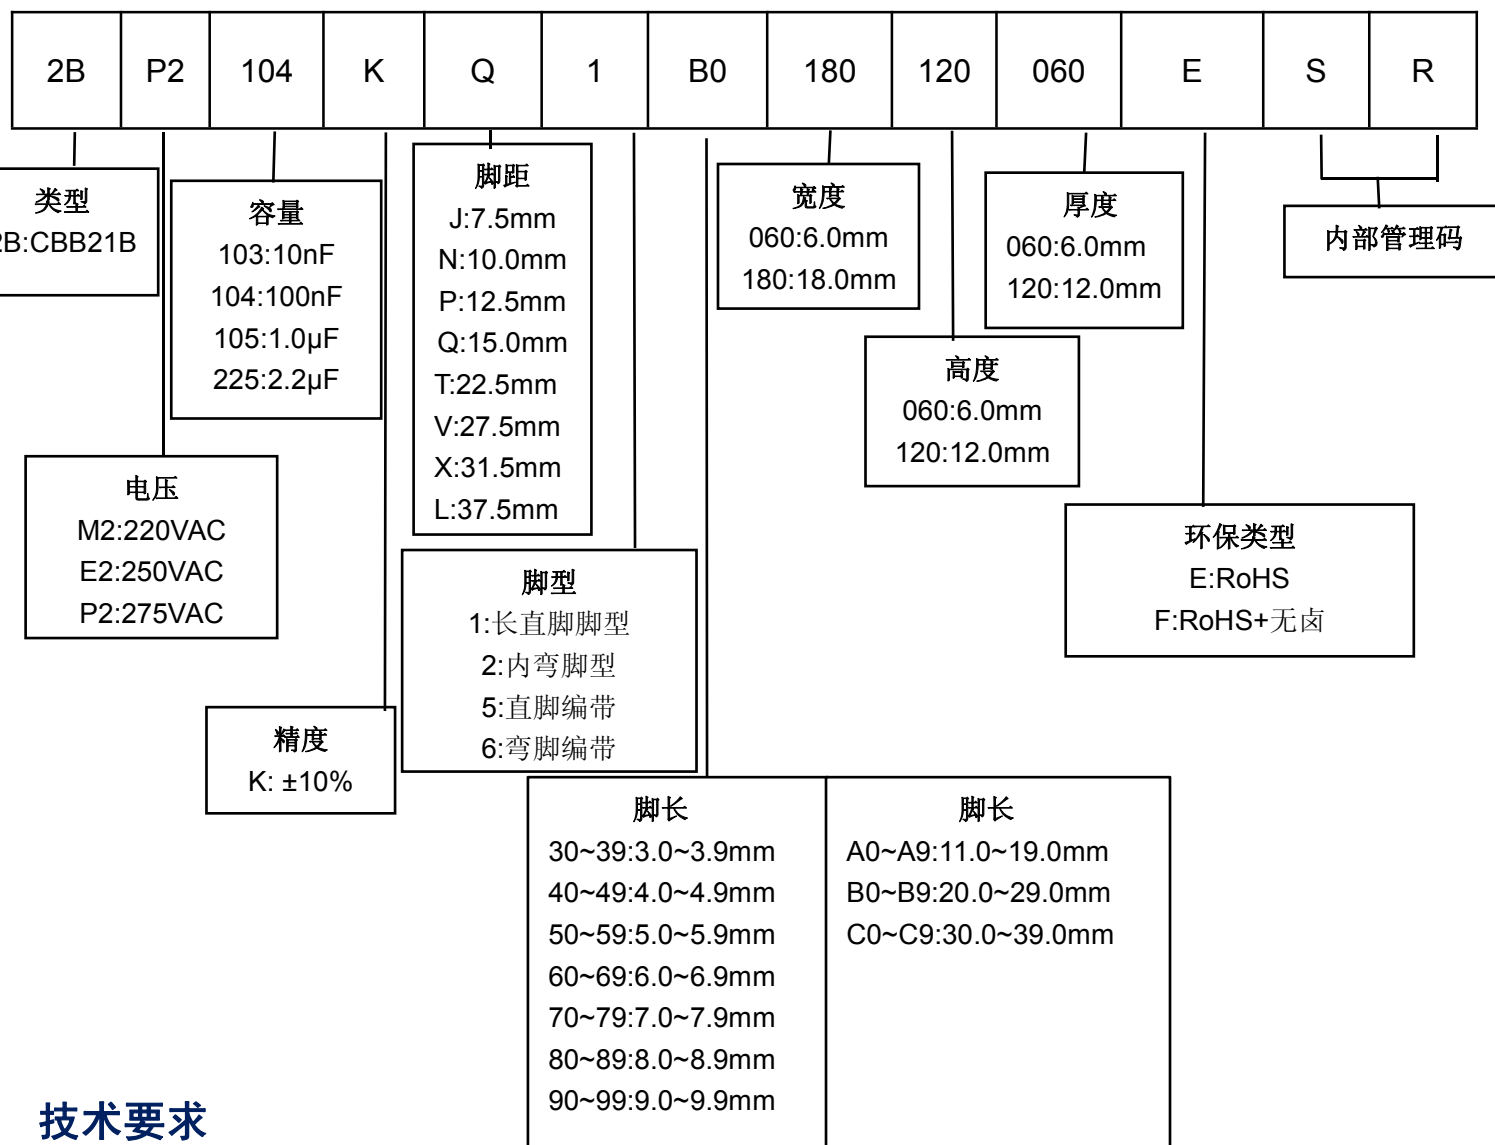 2B P2 104 K Q 1 B0 180 120 060 E S R
类型
2B:CBB21B
容量
103:10nF
104:100nF
105:1.0μF
225:2.2μF
脚距
J:7.5mm
N:10.0mm
P:12.5mm
Q:15.0mm
T:22.5mm
V:27.5mm
X:31.5mm
L:37.5mm
宽度
060:6.0mm
180:18.0mm
厚度
060:6.0mm
120:12.0mm
内部管理码
高度
060:6.0mm
120:12.0mm
电压
M2:220VAC
E2:250VAC
P2:275VAC
环保类型
E:RoHS
F:RoHS+无卤
脚型
1:长直脚脚型
2:内弯脚型
5:直脚编带
6:弯脚编带
精度
K: ±10%
脚长
30~39:3.0~3.9mm
40~49:4.0~4.9mm
50~59:5.0~5.9mm
60~69:6.0~6.9mm
70~79:7.0~7.9mm
80~89:8.0~8.9mm
90~99:9.0~9.9mm
脚长
A0~A9:11.0~19.0mm
B0~B9:20.0~29.0mm
C0~C9:30.0~39.0mm
技术要求